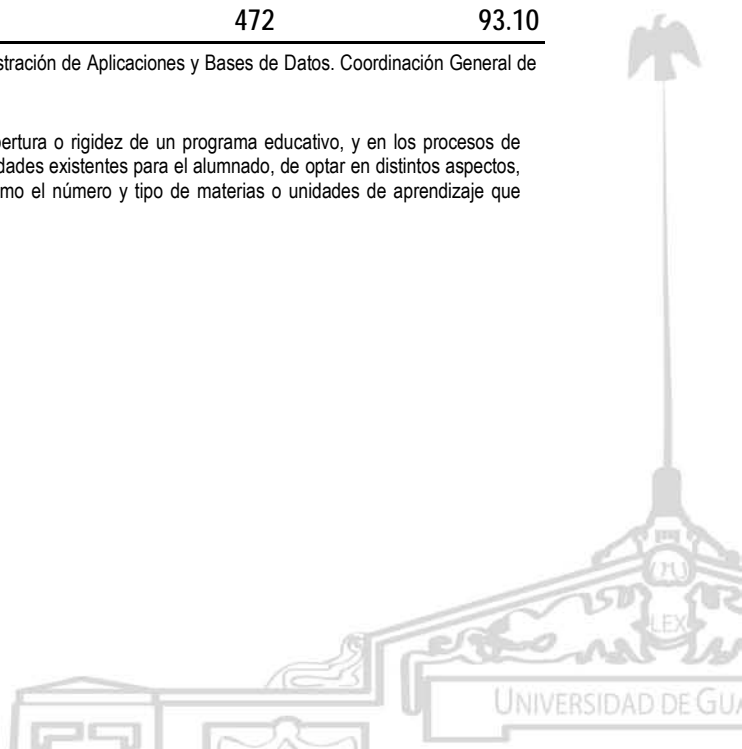 472 93.10
stración de Aplicaciones y Bases de Datos. Coordinación General de
ertura o rigidez de un programa educativo, y en los procesos de
dades existentes para el alumnado, de optar en distintos aspectos,
mo el número y tipo de materias o unidades de aprendizaje que
LEX
UNIVERSIDAD DE GUA